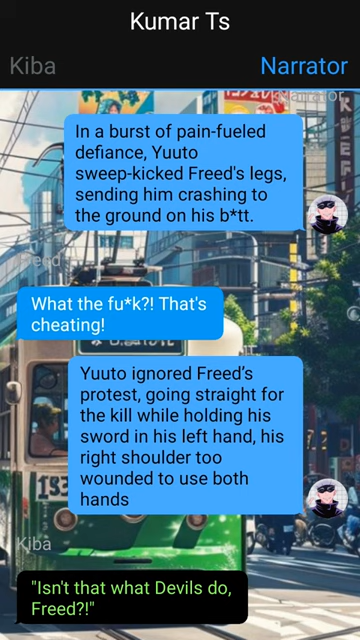 Kumar Ts
Kiba Narrator
Narrator
In a burst of pain-fueled
defiance, Yuuto
sweep-kicked Freed's legs,
sending him crashing to
the ground on his b*tt.
Freed
What the fu*k?! That's
cheating!
Yuuto ignored Freed’s
protest, going straight for
the kill while holding his
sword in his left hand, his
right shoulder too
wounded to use both
hands
Kiba
"Isn't that what Devils do,
Freed?!"